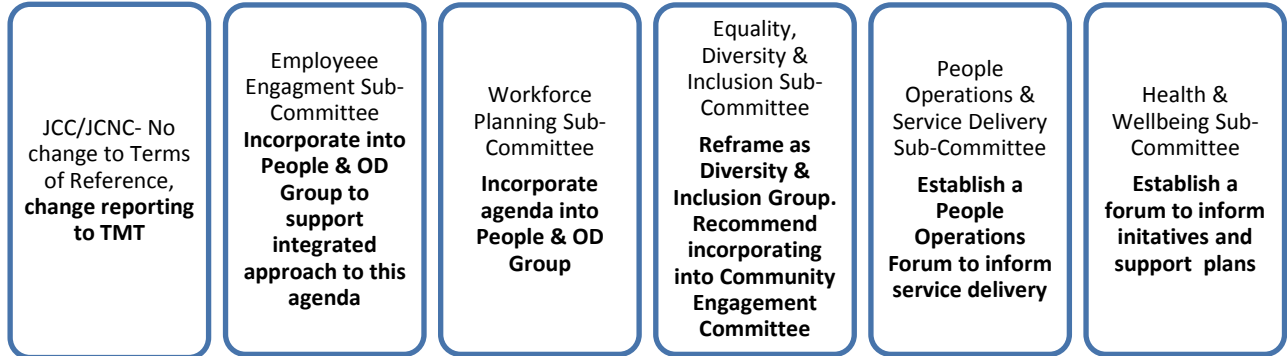 JCC/JCNC- No
change to Terms
of Reference,
change reporting
to TMT
Employeee
Engagment Sub-
Committee
Incorporate into
People & OD
Group to
support
integrated
approach to this
agenda
Workforce
Planning Sub-
Committee
Incorporate
agenda into
People & OD
Group
Equality,
Diversity &
Inclusion Sub-
Committee
Reframe as
Diversity &
Inclusion Group.
Recommend
incorporating
into Community
Engagement
Committee
People
Operations &
Service Delivery
Sub-Committee
Establish a
People
Operations
Forum to inform
service delivery
Health &
Wellbeing Sub-
Committee
Establish a
forum to inform
initatives and
support  plans